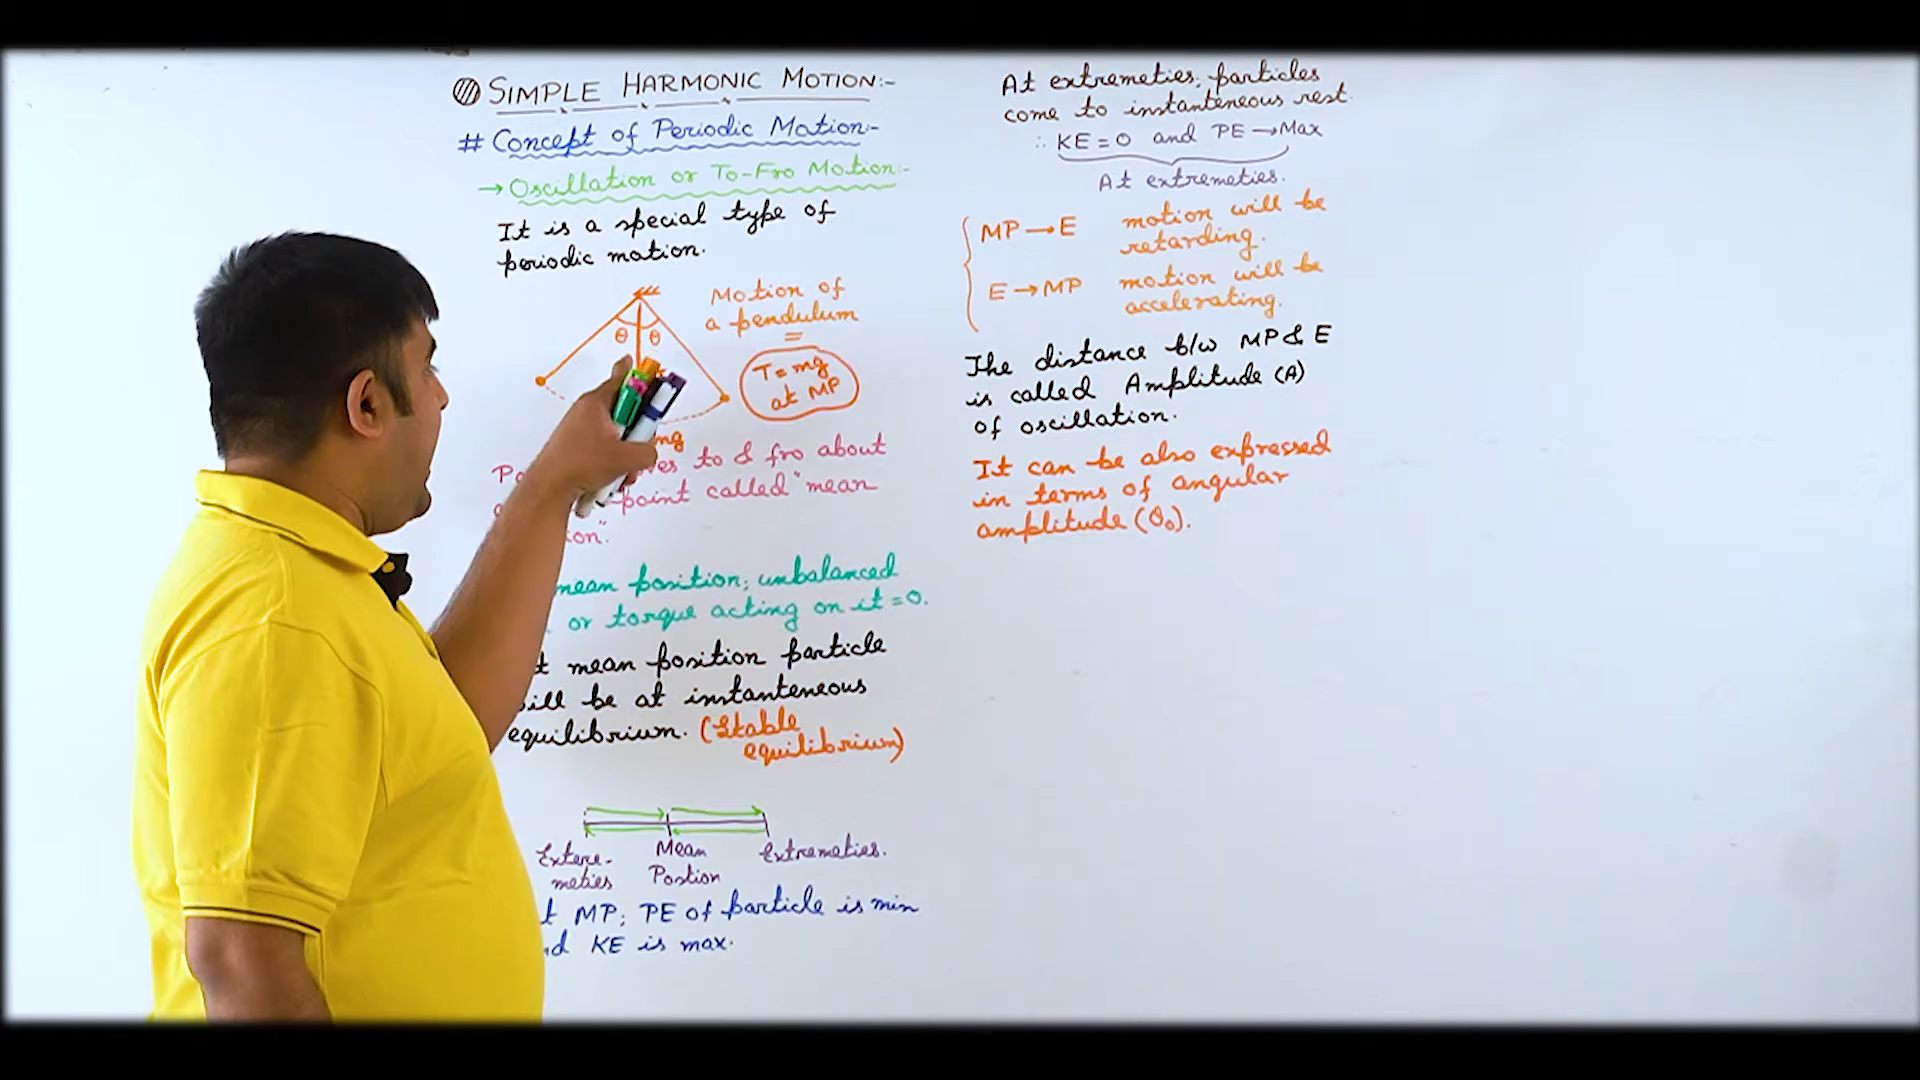 SIMPLE HARMONIC MOTION:-
# Concept of Periodic Motion:-
→ Oscillation or To-Fro Motion:-
It is a special type of
periodic motion.
θ θ
Motion of
a pendulum
T = mg
at MP
mg
to & fro about
point called "mean
mean position; unbalanced
or torque acting on it = 0.
mean position particle
be at instanteneous
equilibrium. (Stable
equilibrium)
Extere-
meties
Mean
Postion
Extremeties.
MP; PE of particle is min
KE is max.
At extremeties; particles
come to instanteneous rest.
∴ KE = 0 and PE → Max
At extremeties.
MP → E motion will be
retarding.
E → MP motion will be
accelerating.
The distance b/w MP & E
is called Amplitude (A)
of oscillation.
It can be also expressed
in terms of angular
amplitude (θ₀).